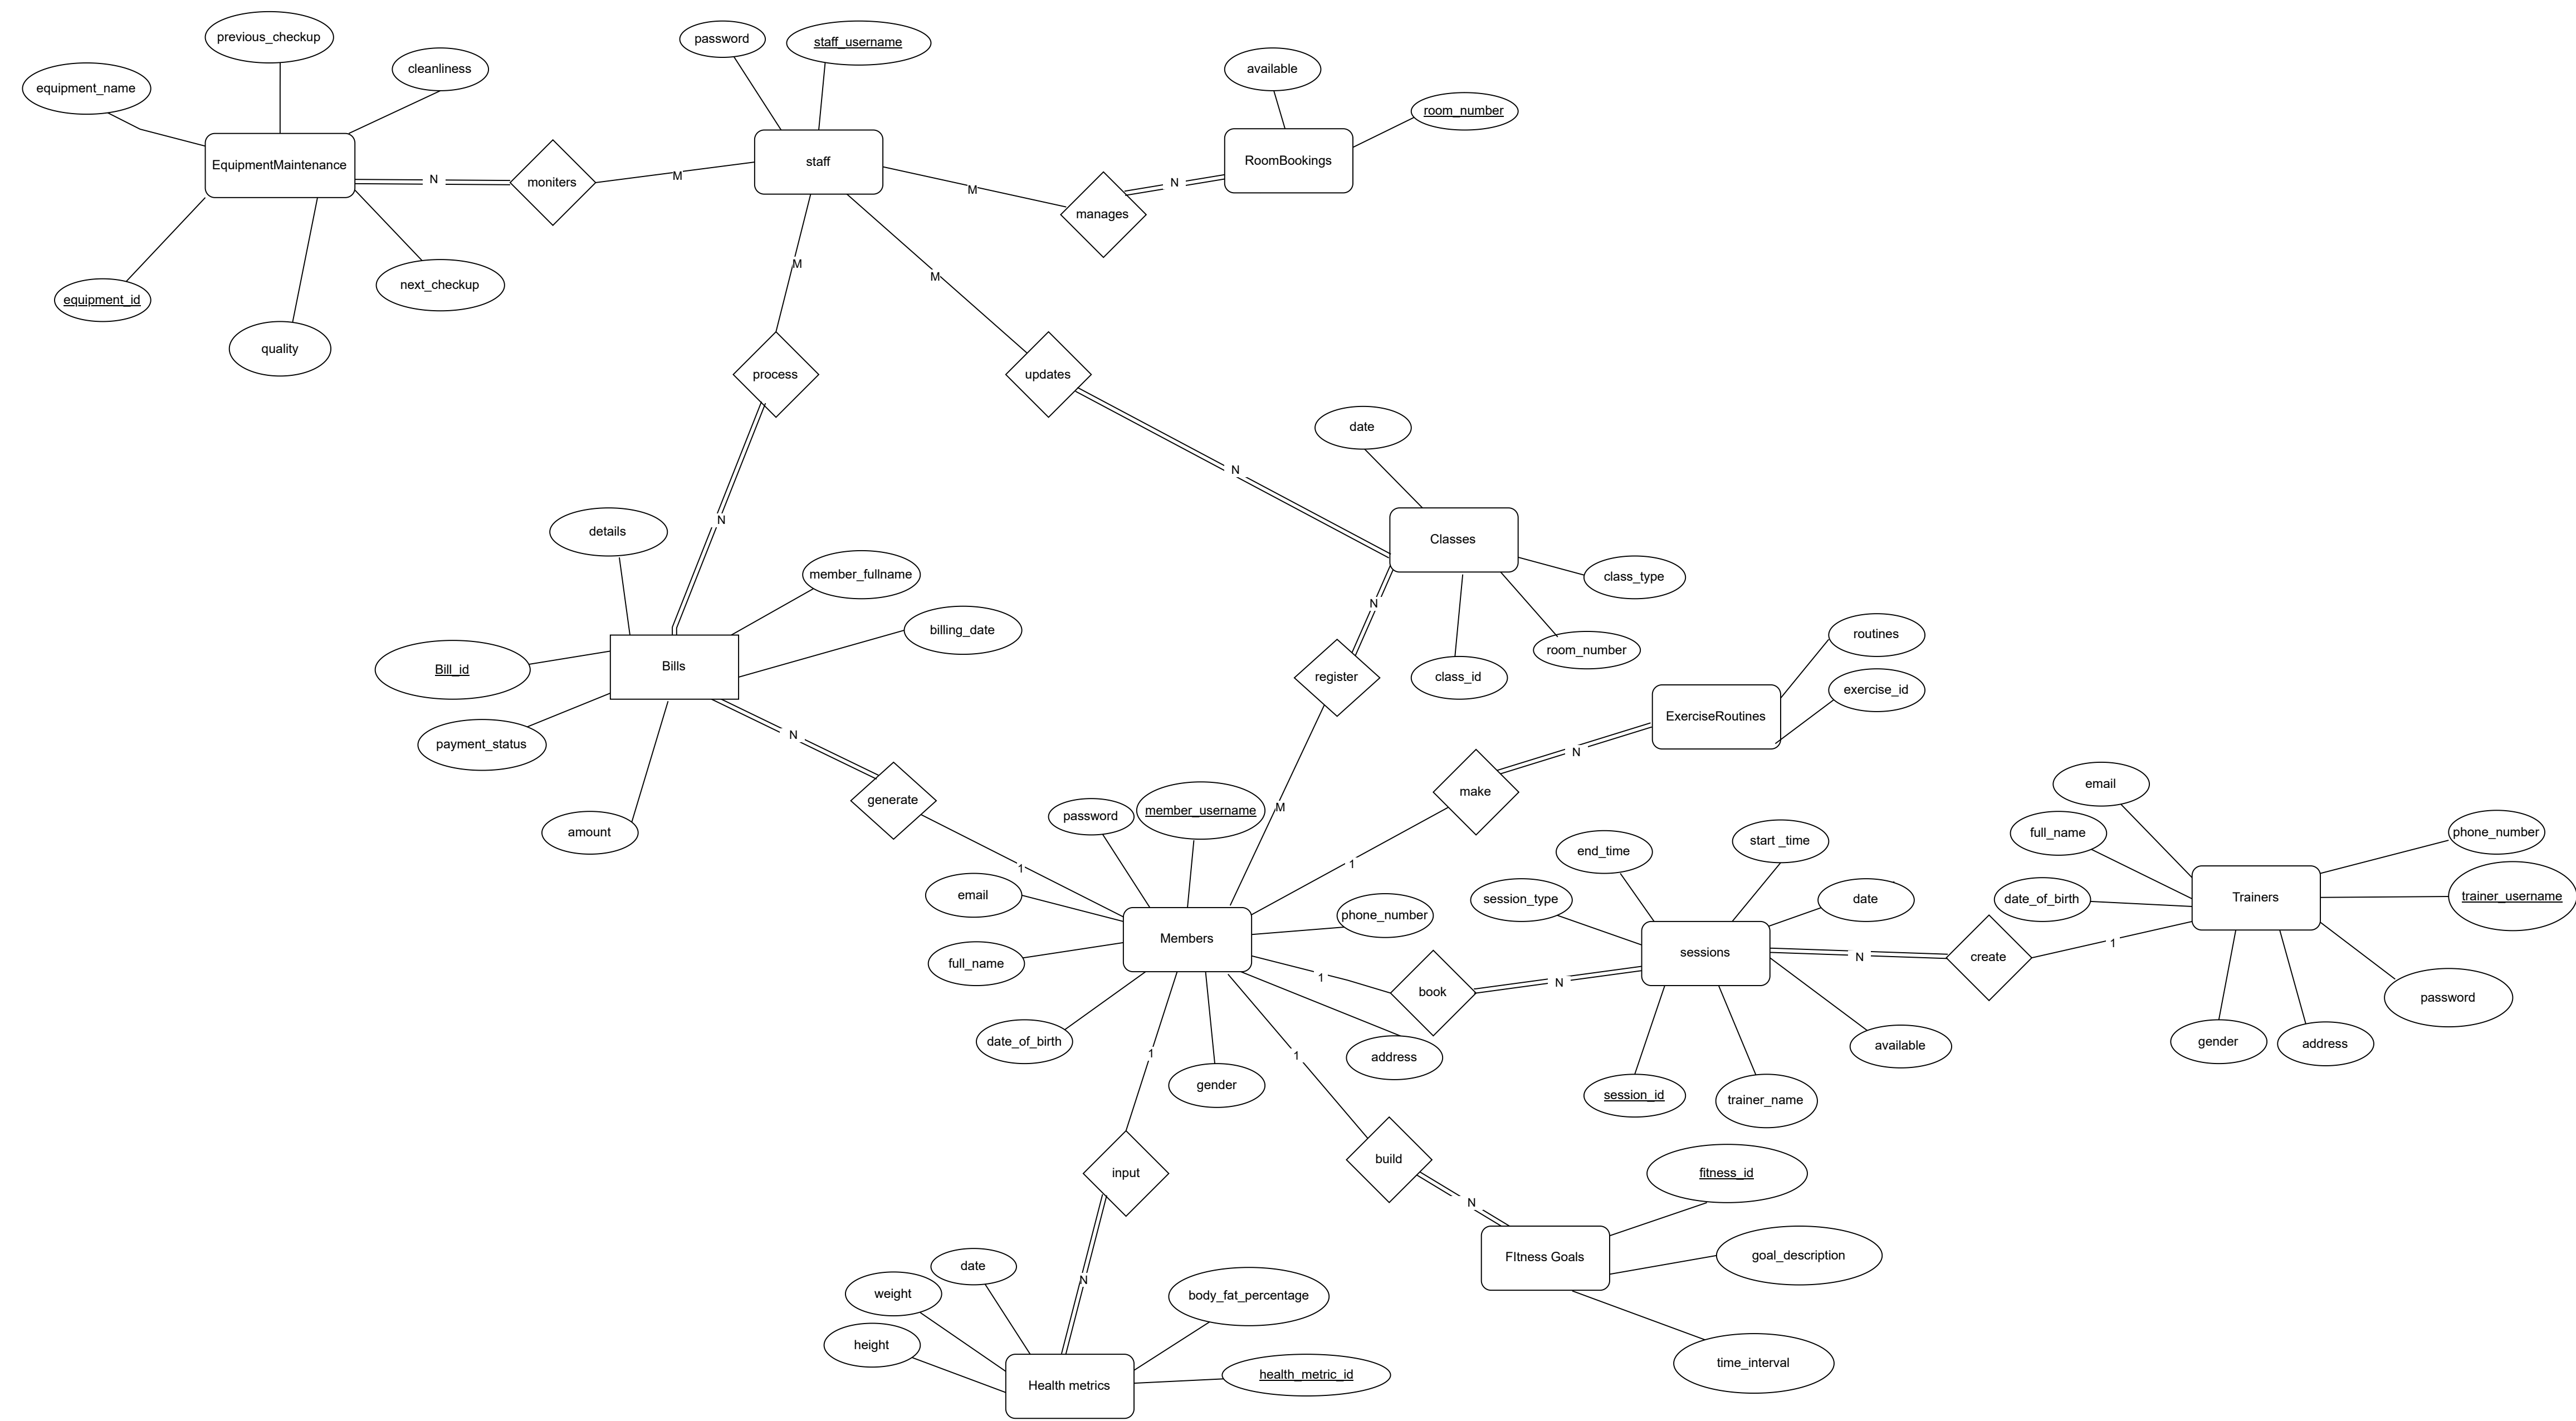 previous_checkup
password
staff_username
cleanliness
available
equipment_name
room_number
EquipmentMaintenance
staff
RoomBookings
N
moniters
M
M
N
manages
equipment_id
next_checkup
quality
M
M
process
updates
date
N
N
details
Classes
member_fullname
class_type
N
billing_date
routines
Bill_id
Bills
register
class_id
room_number
exercise_id
ExerciseRoutines
payment_status
N
N
make
email
generate
password
member_username
M
amount
end_time
start _time
full_name
phone_number
1
1
email
session_type
date
date_of_birth
Trainers
trainer_username
phone_number
Members
full_name
1
book
N
sessions
N
create
1
password
date_of_birth
1
1
address
gender
available
gender
address
session_id
trainer_name
input
build
fitness_id
N
date
N
weight
body_fat_percentage
FItness Goals
goal_description
height
Health metrics
health_metric_id
time_interval